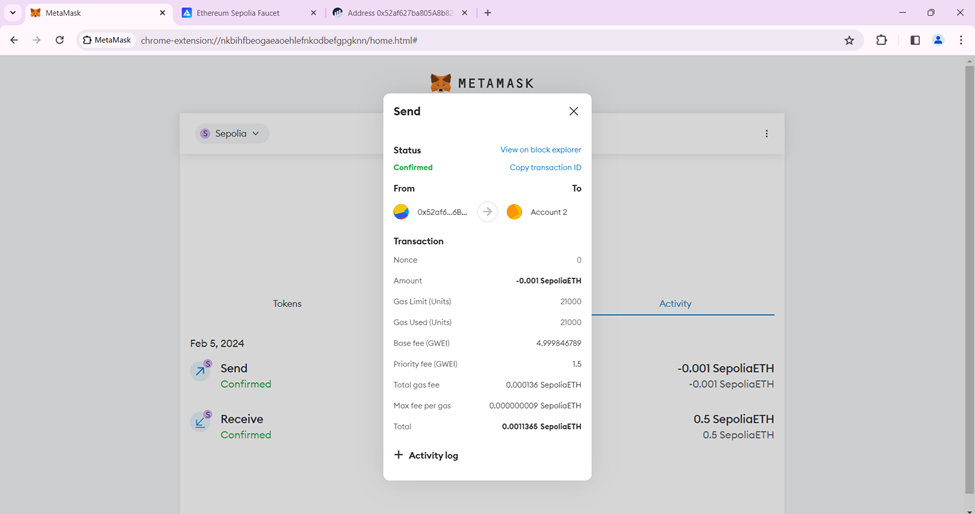 MetaMask
Ethereum Sepolia Faucet
Address 0x52af627ba805A8b82
MetaMask
chrome-extension://nkbihfbeogaeaoehlefnkodbefgpgknn/home.html#
METAMASK
S Sepolia
Send
Status
View on block explorer
Confirmed
Copy transaction ID
From
To
0x52af6...6B...
Account 2
Transaction
Nonce 0
Amount -0.001 SepoliaETH
Gas Limit (Units) 21000
Gas Used (Units) 21000
Base fee (GWEI) 4.999846789
Priority fee (GWEI) 1.5
Total gas fee 0.000136 SepoliaETH
Max fee per gas 0.000000009 SepoliaETH
Total 0.0011365 SepoliaETH
+ Activity log
Tokens
Activity
Feb 5, 2024
S
Send
-0.001 SepoliaETH
Confirmed
-0.001 SepoliaETH
S
Receive
0.5 SepoliaETH
Confirmed
0.5 SepoliaETH